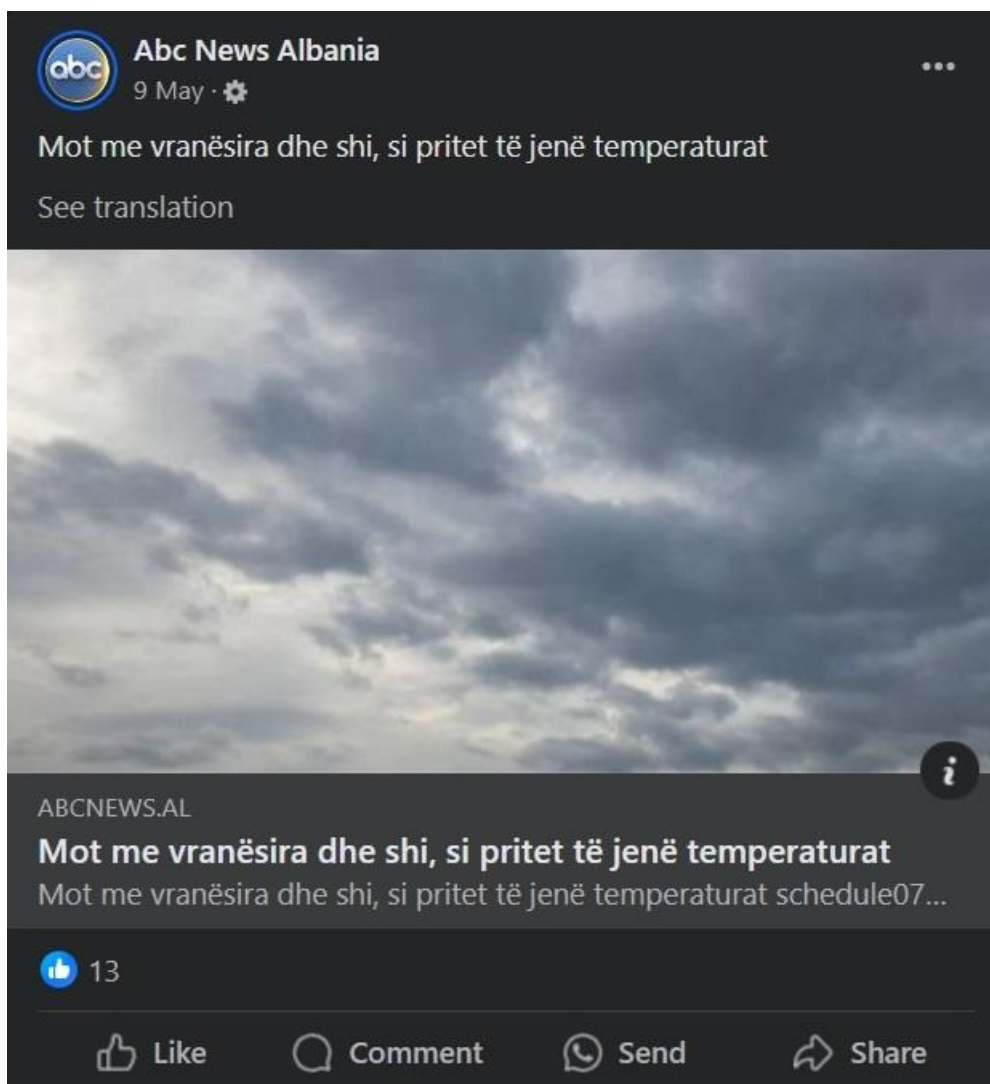 abc
Abc News Albania
9 May ·
Mot me vranësira dhe shi, si pritet të jenë temperaturat
See translation
i
ABCNEWS.AL
Mot me vranësira dhe shi, si pritet të jenë temperaturat
Mot me vranësira dhe shi, si pritet të jenë temperaturat schedule07...
13
Like Comment Send Share